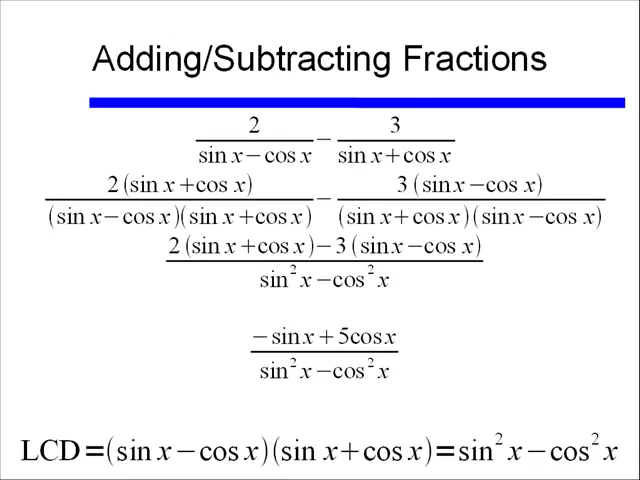 Adding/Subtracting Fractions
2/(sin x − cos x) − 3/(sin x + cos x)
2 (sin x + cos x)/((sin x − cos x)(sin x + cos x)) − 3 (sin x − cos x)/((sin x + cos x)(sin x − cos x))
(2 (sin x + cos x) − 3 (sin x − cos x))/(sin² x − cos² x)
(− sin x + 5cos x)/(sin² x − cos² x)
LCD = (sin x − cos x)(sin x + cos x) = sin² x − cos² x